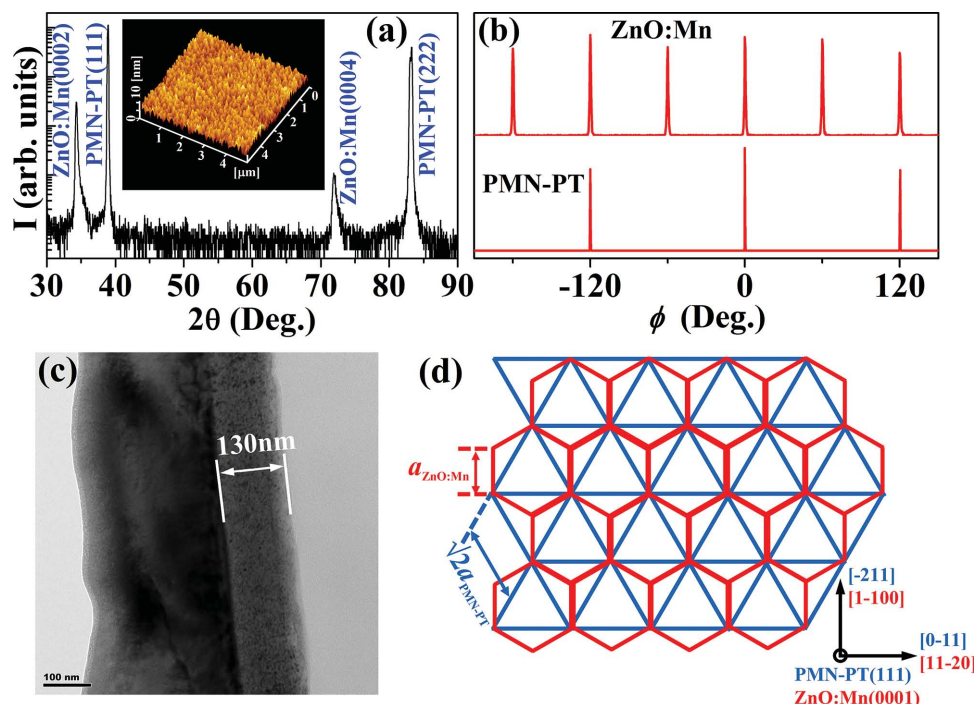 (a)
I (arb. units)
ZnO:Mn(0002)
PMN-PT(111)
ZnO:Mn(0004)
PMN-PT(222)
10 [nm]
0
1
2
3
4
[μm]
4
3
2
1
0
30 40 50 60 70 80 90
2θ (Deg.)
(b)
ZnO:Mn
PMN-PT
-120 0 120
ϕ (Deg.)
(c)
130nm
100 nm
(d)
a ZnO:Mn
√2a PMN-PT
[-211]
[1-100]
[0-11]
[11-20]
PMN-PT(111)
ZnO:Mn(0001)